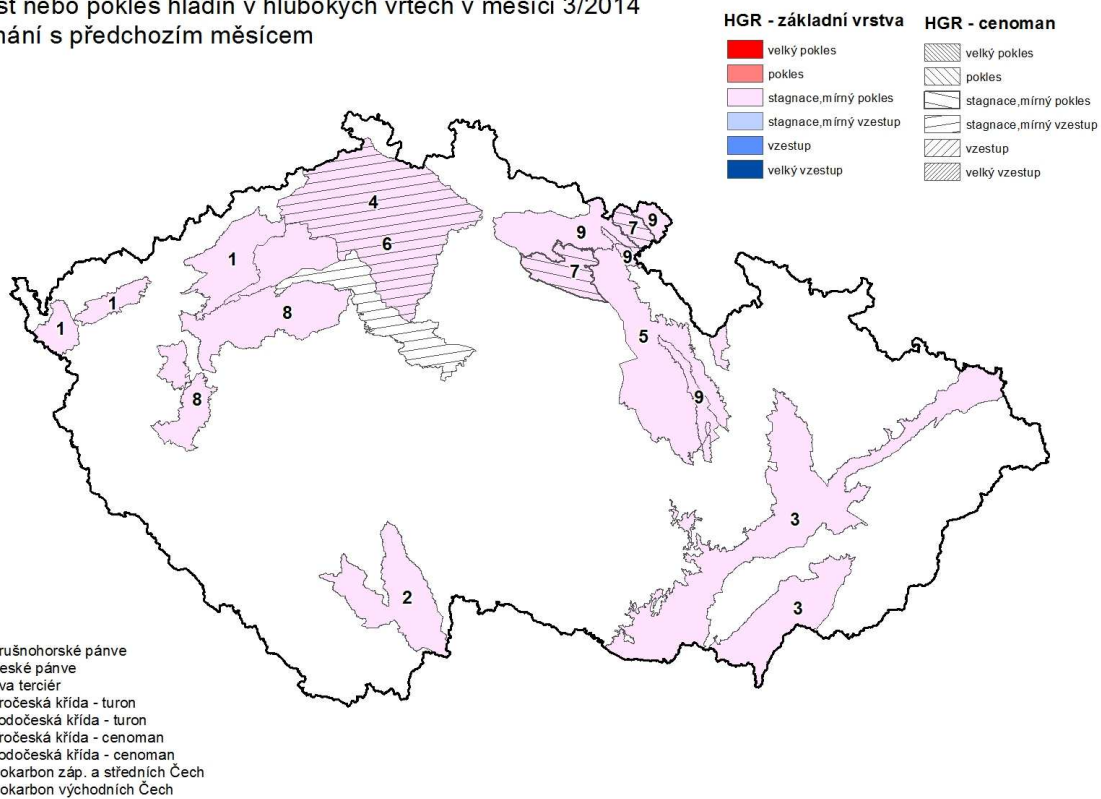 st nebo pokles hladin v hlubokých vrtech v měsíci 3/2014
nání s předchozím měsícem
HGR - základní vrstva
velký pokles
pokles
stagnace,mírný pokles
stagnace,mírný vzestup
vzestup
velký vzestup
HGR - cenoman
velký pokles
pokles
stagnace,mírný pokles
stagnace,mírný vzestup
vzestup
velký vzestup
4
9
7
9
6
9
1
7
1
8
1
5
8
9
3
2
3
rušnohorské pánve
eské pánve
va terciér
ročeská křída - turon
odočeská křída - turon
ročeská křída - cenoman
odočeská křída - cenoman
okarbon záp. a středních Čech
okarbon východních Čech